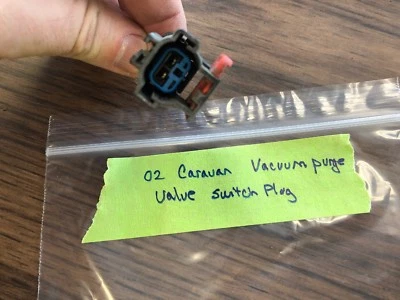 02 Caravan Vacuum purge
Valve switch Plug